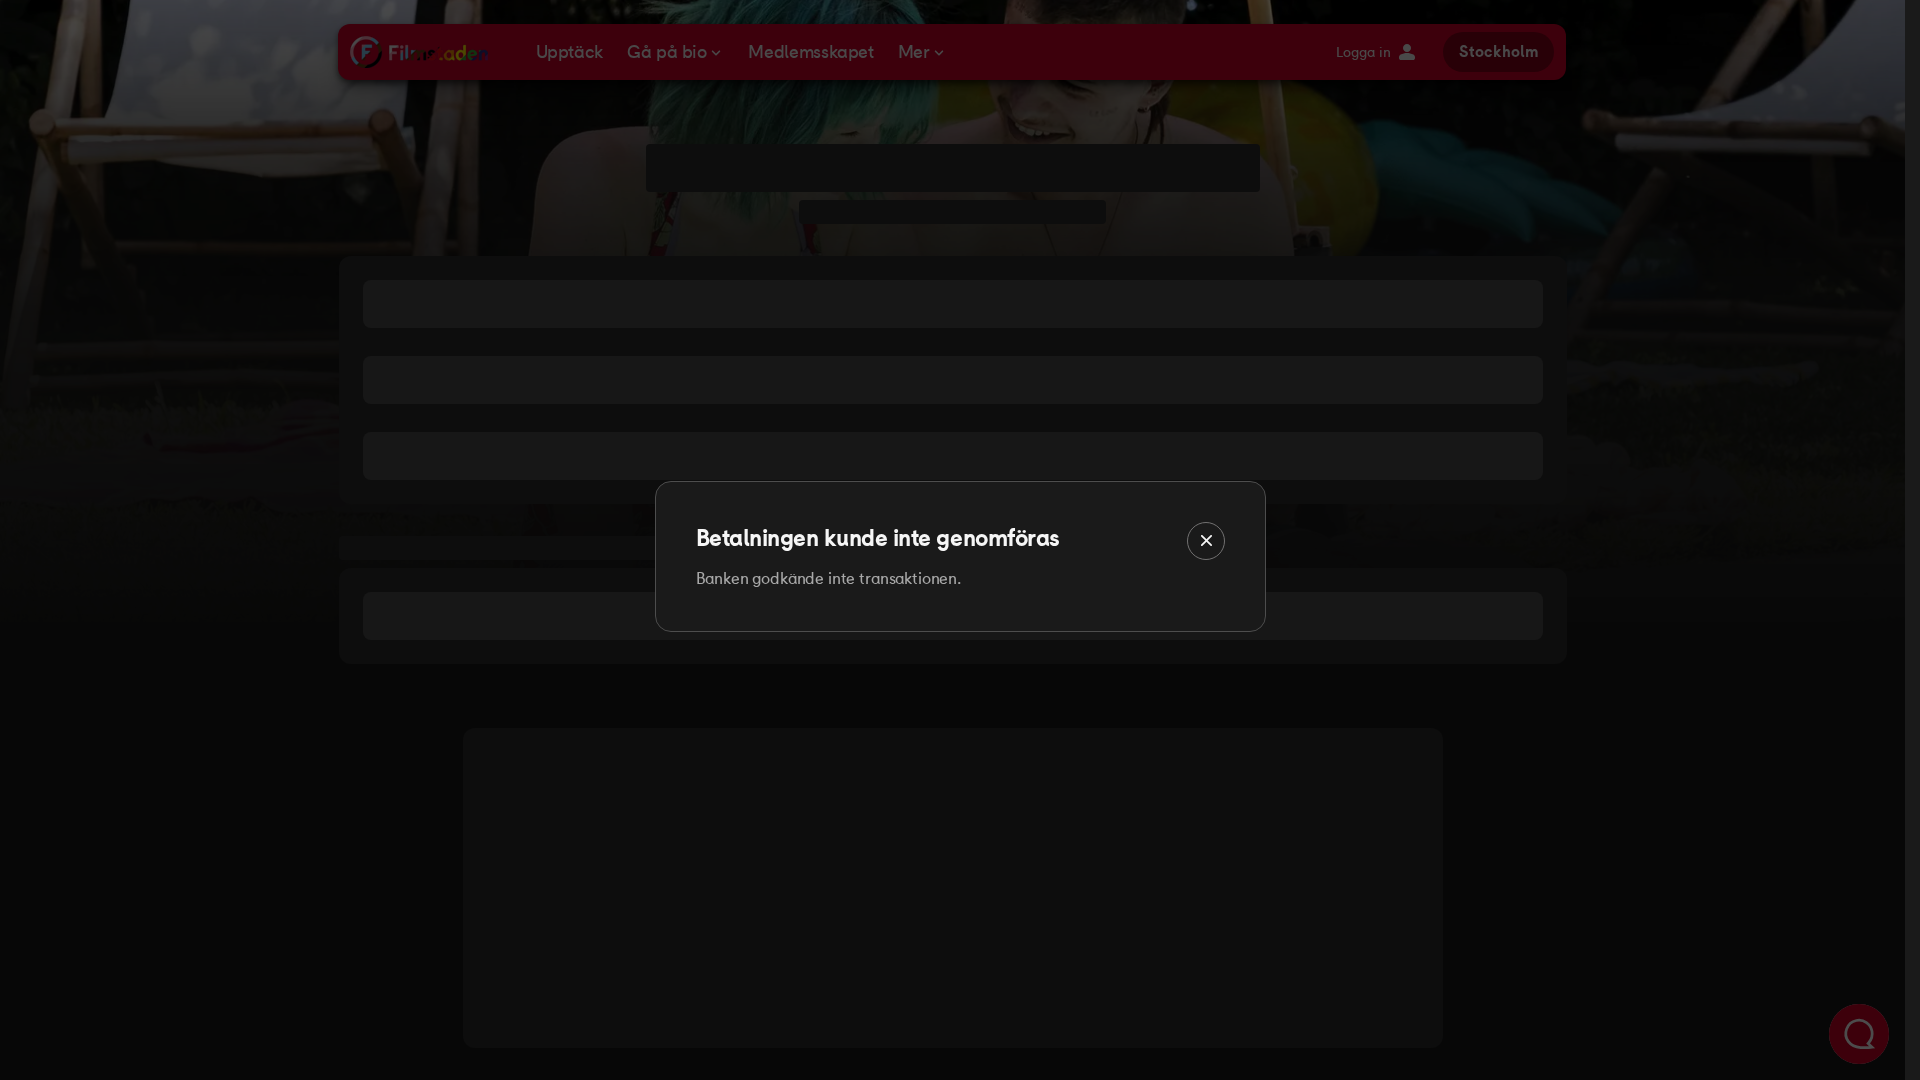 Filmstaden
Upptäck
Gå på bio
Medlemsskapet
Mer
Logga in
Stockholm
Betalningen kunde inte genomföras
Banken godkände inte transaktionen.